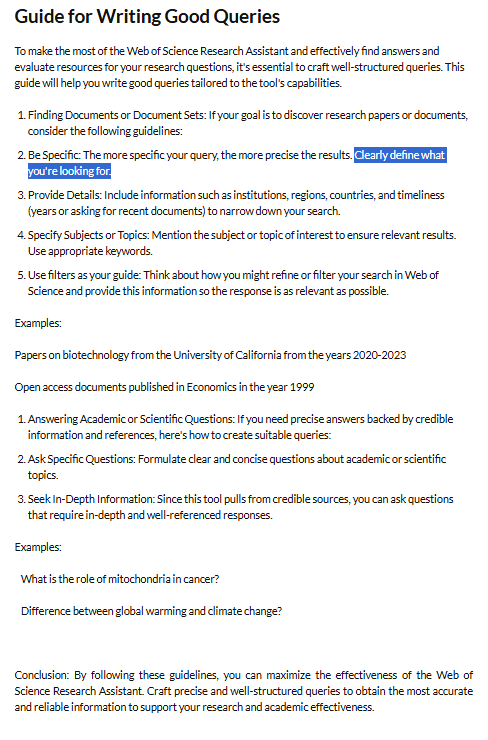 Guide for Writing Good Queries
To make the most of the Web of Science Research Assistant and effectively find answers and
evaluate resources for your research questions, it's essential to craft well-structured queries. This
guide will help you write good queries tailored to the tool's capabilities.
1. Finding Documents or Document Sets: If your goal is to discover research papers or documents,
consider the following guidelines:
2. Be Specific: The more specific your query, the more precise the results. Clearly define what
you're looking for.
3. Provide Details: Include information such as institutions, regions, countries, and timeliness
(years or asking for recent documents) to narrow down your search.
4. Specify Subjects or Topics: Mention the subject or topic of interest to ensure relevant results.
Use appropriate keywords.
5. Use filters as your guide: Think about how you might refine or filter your search in Web of
Science and provide this information so the response is as relevant as possible.
Examples:
Papers on biotechnology from the University of California from the years 2020-2023
Open access documents published in Economics in the year 1999
1. Answering Academic or Scientific Questions: If you need precise answers backed by credible
information and references, here's how to create suitable queries:
2. Ask Specific Questions: Formulate clear and concise questions about academic or scientific
topics.
3. Seek In-Depth Information: Since this tool pulls from credible sources, you can ask questions
that require in-depth and well-referenced responses.
Examples:
What is the role of mitochondria in cancer?
Difference between global warming and climate change?
Conclusion: By following these guidelines, you can maximize the effectiveness of the Web of
Science Research Assistant. Craft precise and well-structured queries to obtain the most accurate
and reliable information to support your research and academic effectiveness.